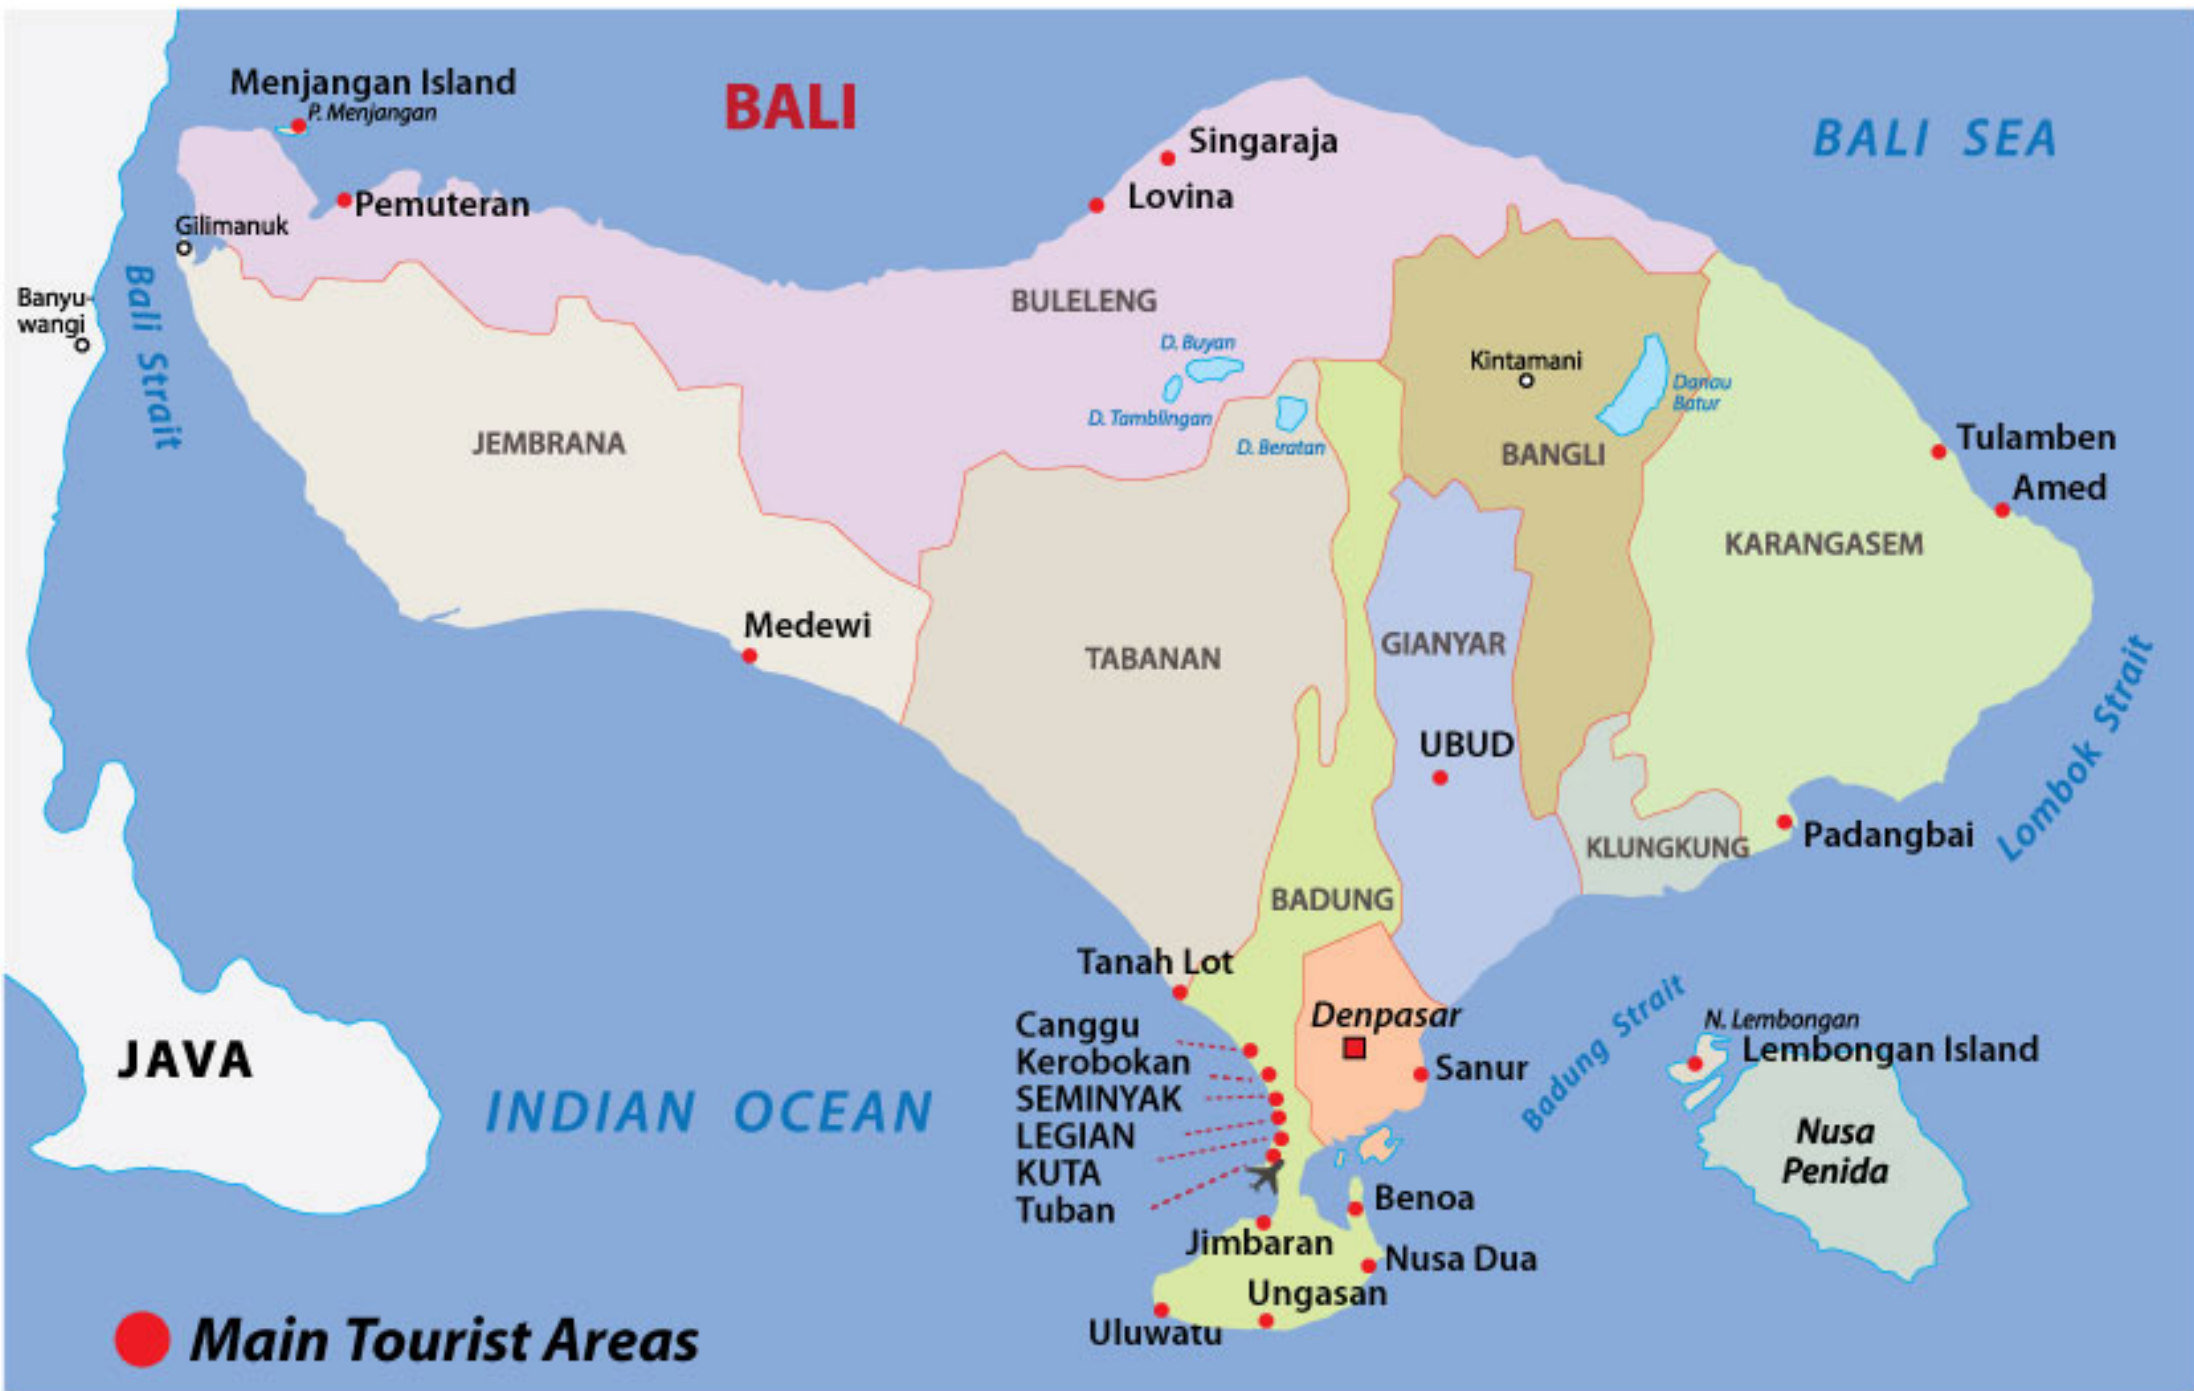 Menjangan Island
P. Menjangan
BALI
BALI SEA
Singaraja
Lovina
Pemuteran
Gilimanuk
Banyu-
wangi
Bali Strait
BULELENG
D. Buyan
D. Tamblingan
D. Beratan
Kintamani
Danau
Batur
JEMBRANA
BANGLI
Tulamben
Amed
KARANGASEM
Medewi
TABANAN
GIANYAR
UBUD
Lombok Strait
Padangbai
KLUNGKUNG
BADUNG
Tanah Lot
Canggu
Kerobokan
SEMINYAK
LEGIAN
KUTA
Tuban
Denpasar
Sanur
Badung Strait
N. Lembongan
Lembongan Island
Nusa
Penida
JAVA
INDIAN OCEAN
Benoa
Jimbaran
Nusa Dua
Ungasan
Uluwatu
Main Tourist Areas